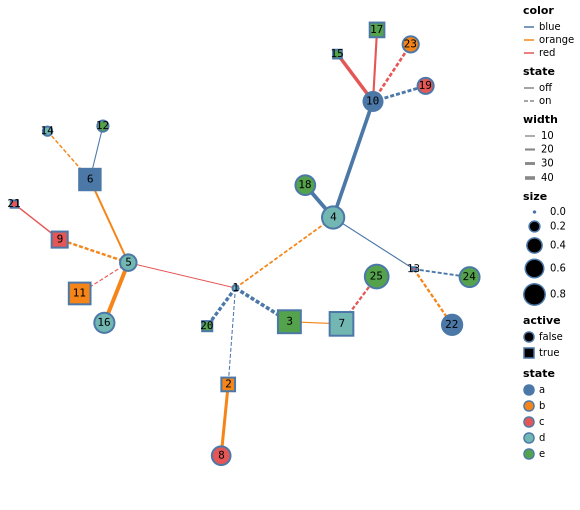 17
23
15
19
10
14
12
6
18
4
21
9
5
13
24
25
11
1
16
20
3
7
22
2
8
color
blue
orange
red
state
off
on
width
10
20
30
40
size
0.0
0.2
0.4
0.6
0.8
active
false
true
state
a
b
c
d
e